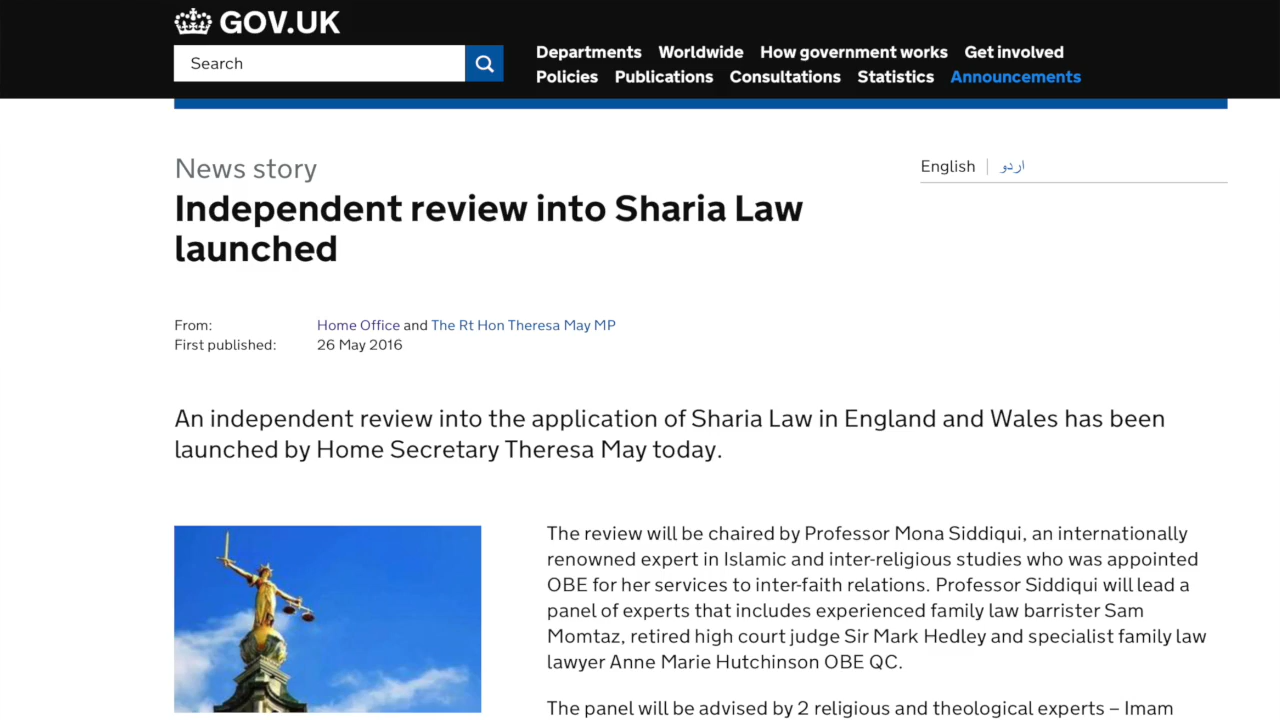 GOV.UK
Search
Departments Worldwide How government works Get involved
Policies Publications Consultations Statistics Announcements
News story
English اردو
Independent review into Sharia Law
launched
From: Home Office and The Rt Hon Theresa May MP
First published: 26 May 2016
An independent review into the application of Sharia Law in England and Wales has been
launched by Home Secretary Theresa May today.
The review will be chaired by Professor Mona Siddiqui, an internationally
renowned expert in Islamic and inter-religious studies who was appointed
OBE for her services to inter-faith relations. Professor Siddiqui will lead a
panel of experts that includes experienced family law barrister Sam
Momtaz, retired high court judge Sir Mark Hedley and specialist family law
lawyer Anne Marie Hutchinson OBE QC.
The panel will be advised by 2 religious and theological experts – Imam